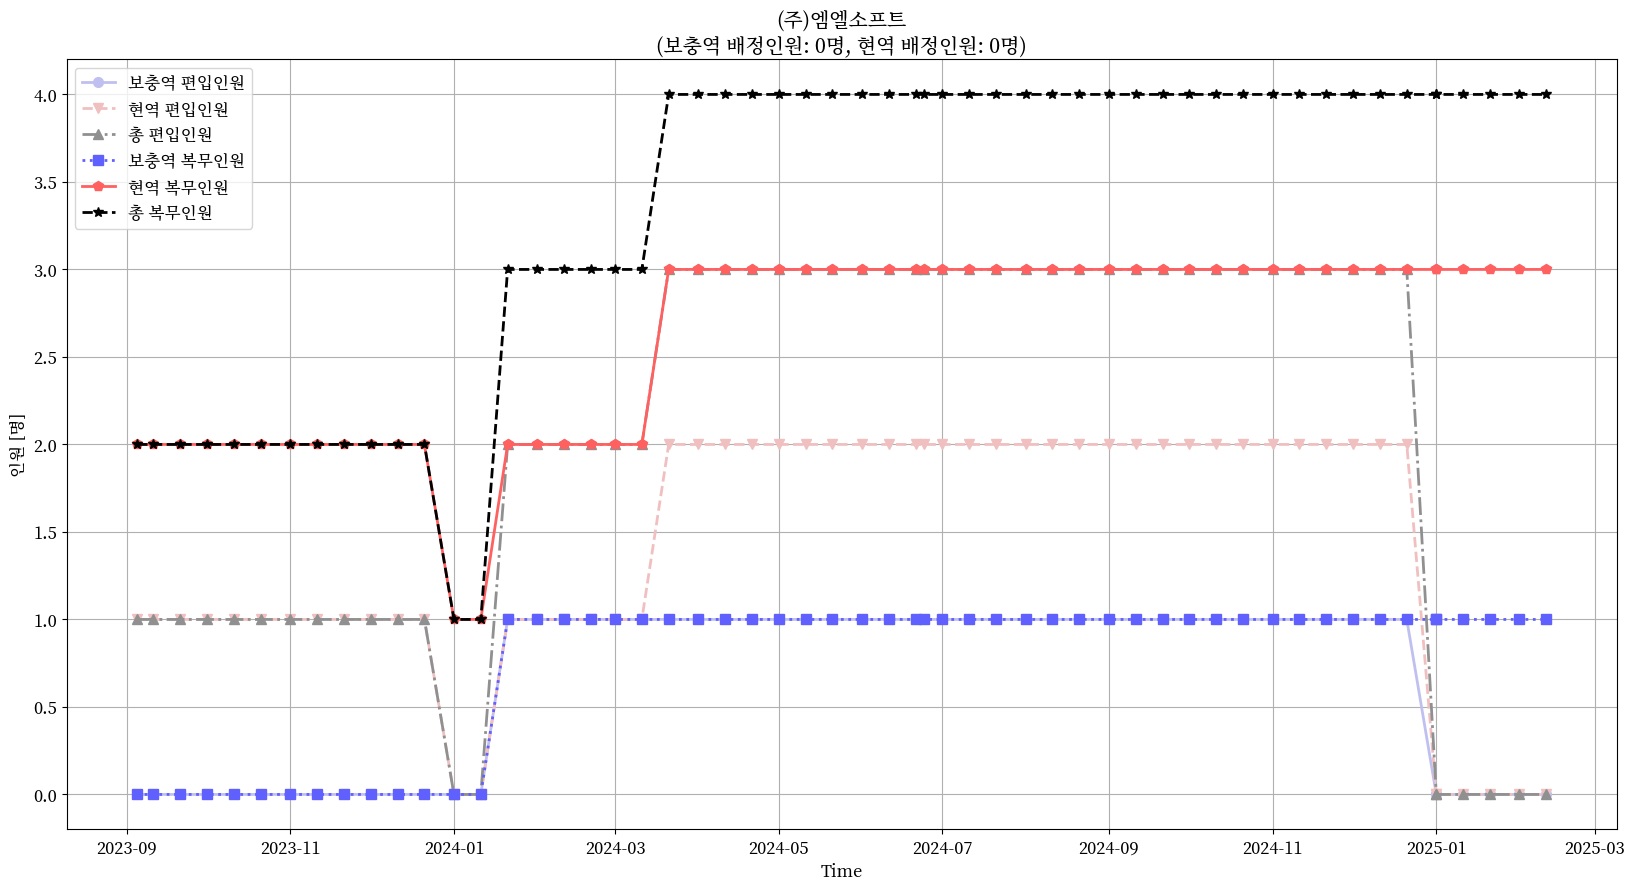 (주)엠엘소프트
(보충역 배정인원: 0명, 현역 배정인원: 0명)
보충역 편입인원
현역 편입인원
총 편입인원
보충역 복무인원
현역 복무인원
총 복무인원
4.0
3.5
3.0
2.5
2.0
1.5
1.0
0.5
0.0
인원 [명]
2023-09 2023-11 2024-01 2024-03 2024-05 2024-07 2024-09 2024-11 2025-01 2025-03
Time